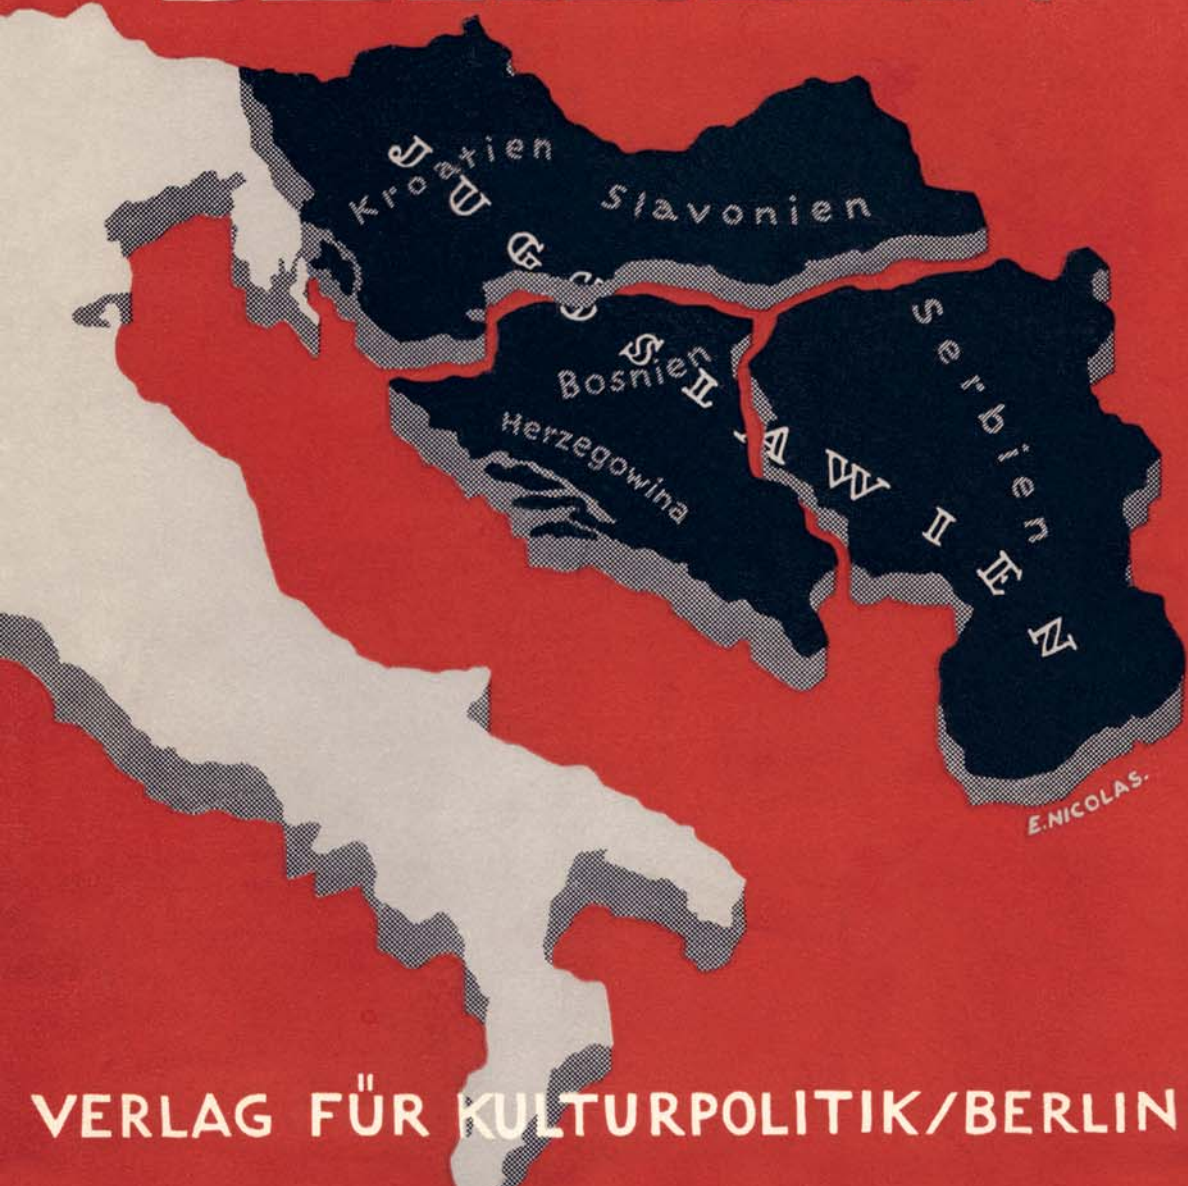 Kroatien
Slavonien
JUGOSLAWIEN
Serbien
Bosnien
Herzegowina
E.NICOLAS.
VERLAG FÜR KULTURPOLITIK/BERLIN